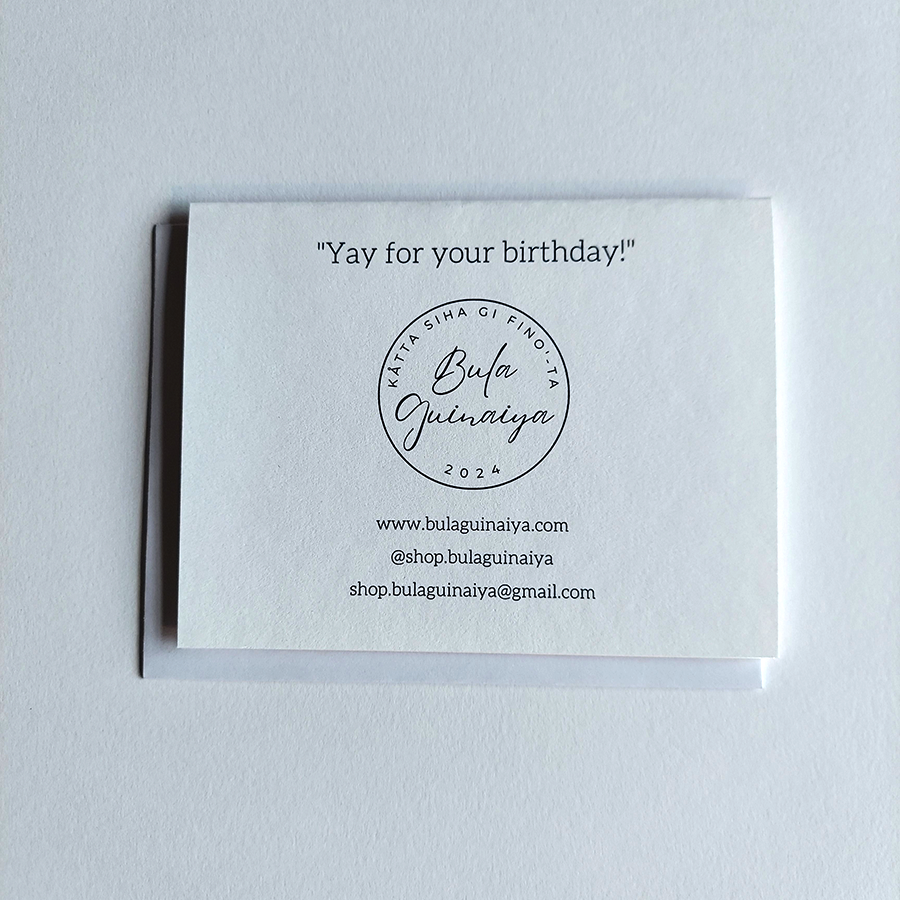 "Yay for your birthday!"
KÅTTA SIHA GI FINO'-TA
Bula
Guinaiya
2024
www.bulaguinaiya.com
@shop.bulaguinaiya
shop.bulaguinaiya@gmail.com